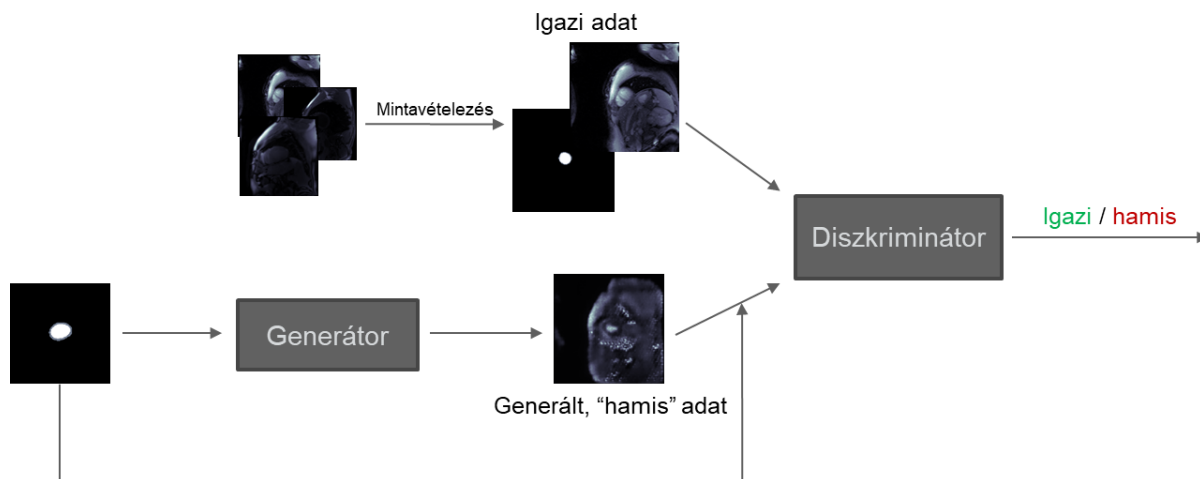 Igazi adat
Mintavételezés
Diszkriminátor
Igazi / hamis
Generátor
Generált, “hamis” adat